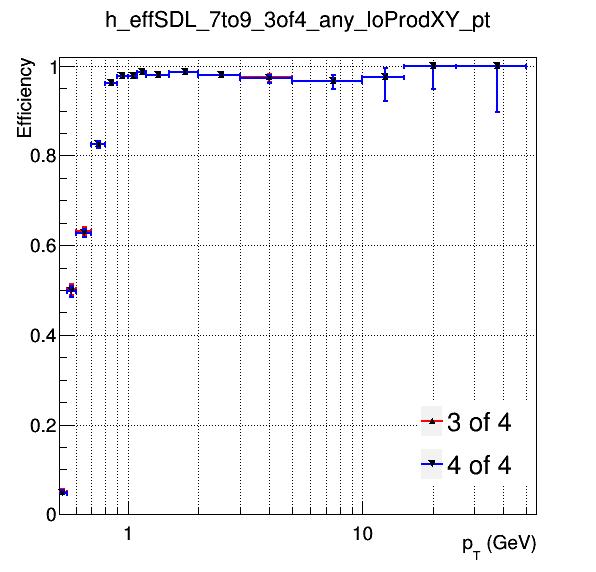 h_effSDL_7to9_3of4_any_loProdXY_pt
Efficiency
1
0.8
0.6
0.4
0.2
0
3 of 4
4 of 4
1
10
p_T (GeV)